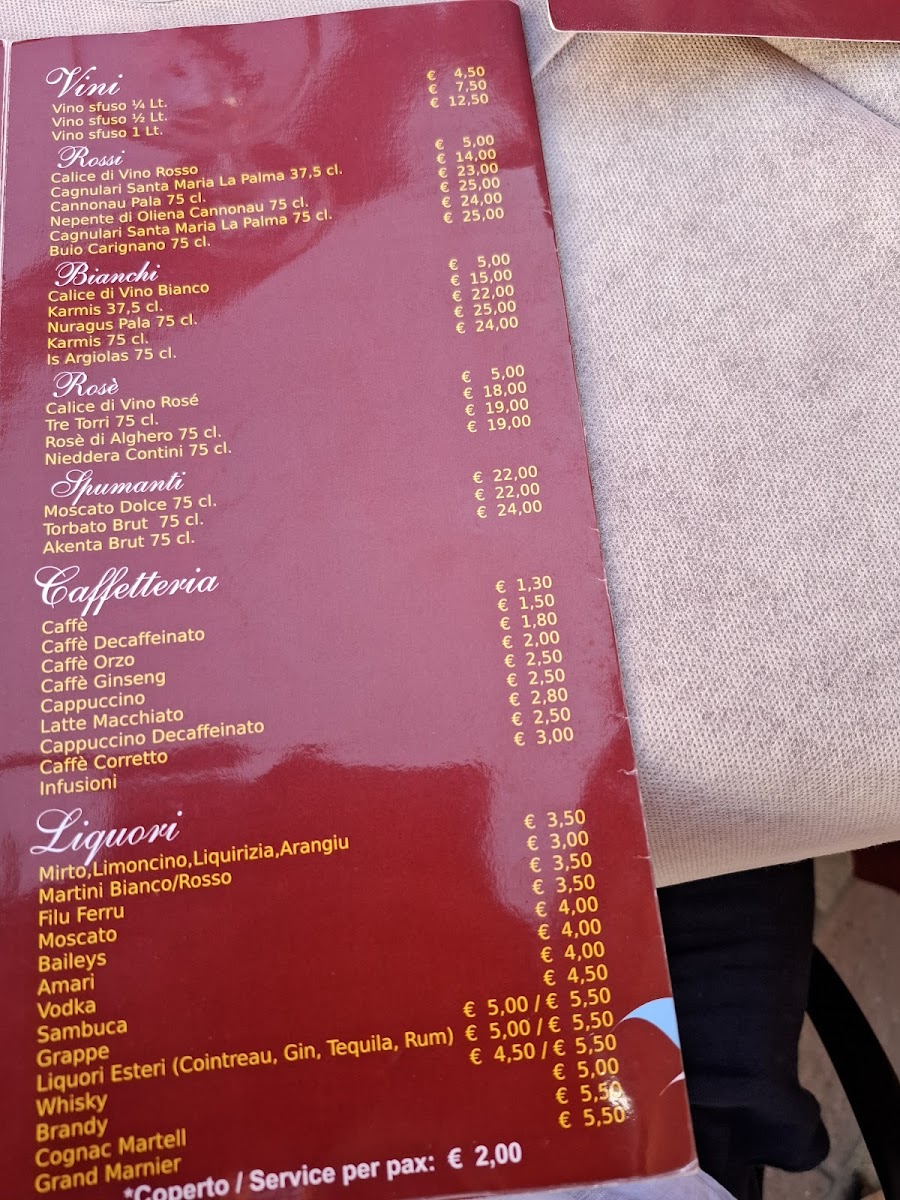 Vini
Vino sfuso ¼ Lt. € 4,50
Vino sfuso ½ Lt. € 7,50
Vino sfuso 1 Lt. € 12,50
Rossi
Calice di Vino Rosso € 5,00
Cagnulari Santa Maria La Palma 37,5 cl. € 14,00
Cannonau Pala 75 cl. € 23,00
Nepente di Oliena Cannonau 75 cl. € 25,00
Cagnulari Santa Maria La Palma 75 cl. € 24,00
Buio Carignano 75 cl. € 25,00
Bianchi
Calice di Vino Bianco € 5,00
Karmis 37,5 cl. € 15,00
Nuragus Pala 75 cl. € 22,00
Karmis 75 cl. € 25,00
Is Argiolas 75 cl. € 24,00
Rosè
Calice di Vino Rosé € 5,00
Tre Torri 75 cl. € 18,00
Rosè di Alghero 75 cl. € 19,00
Nieddera Contini 75 cl. € 19,00
Spumanti
Moscato Dolce 75 cl. € 22,00
Torbato Brut 75 cl. € 22,00
Akenta Brut 75 cl. € 24,00
Caffetteria
Caffè € 1,30
Caffè Decaffeinato € 1,50
Caffè Orzo € 1,80
Caffè Ginseng € 2,00
Cappuccino € 2,50
Latte Macchiato € 2,50
Cappuccino Decaffeinato € 2,80
Caffè Corretto € 2,50
Infusioni € 3,00
Liquori
Mirto,Limoncino,Liquirizia,Arangiu € 3,50
Martini Bianco/Rosso € 3,00
Filu Ferru € 3,50
Moscato € 3,50
Baileys € 4,00
Amari € 4,00
Vodka € 4,00
Sambuca € 4,50
Grappe € 5,00 / € 5,50
Liquori Esteri (Cointreau, Gin, Tequila, Rum) € 5,00 / € 5,50
Whisky € 4,50 / € 5,50
Brandy € 5,00
Cognac Martell € 5,50
Grand Marnier € 5,50
*Coperto / Service per pax: € 2,00